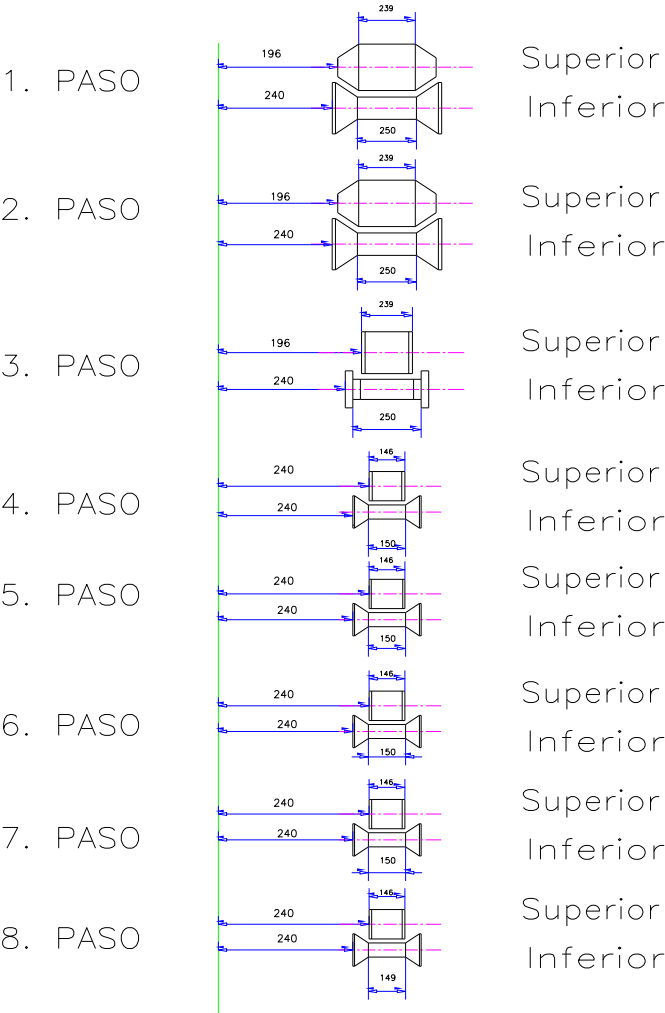 239
196 Superior
1. PASO
240 Inferior
250
239
196 Superior
2. PASO
240 Inferior
250
239
196 Superior
3. PASO
240 Inferior
250
146
240 Superior
4. PASO
240 Inferior
150
146
240 Superior
5. PASO
240 Inferior
150
146
240 Superior
6. PASO
240 Inferior
150
146
240 Superior
7. PASO
240 Inferior
150
146
240 Superior
8. PASO
240 Inferior
149